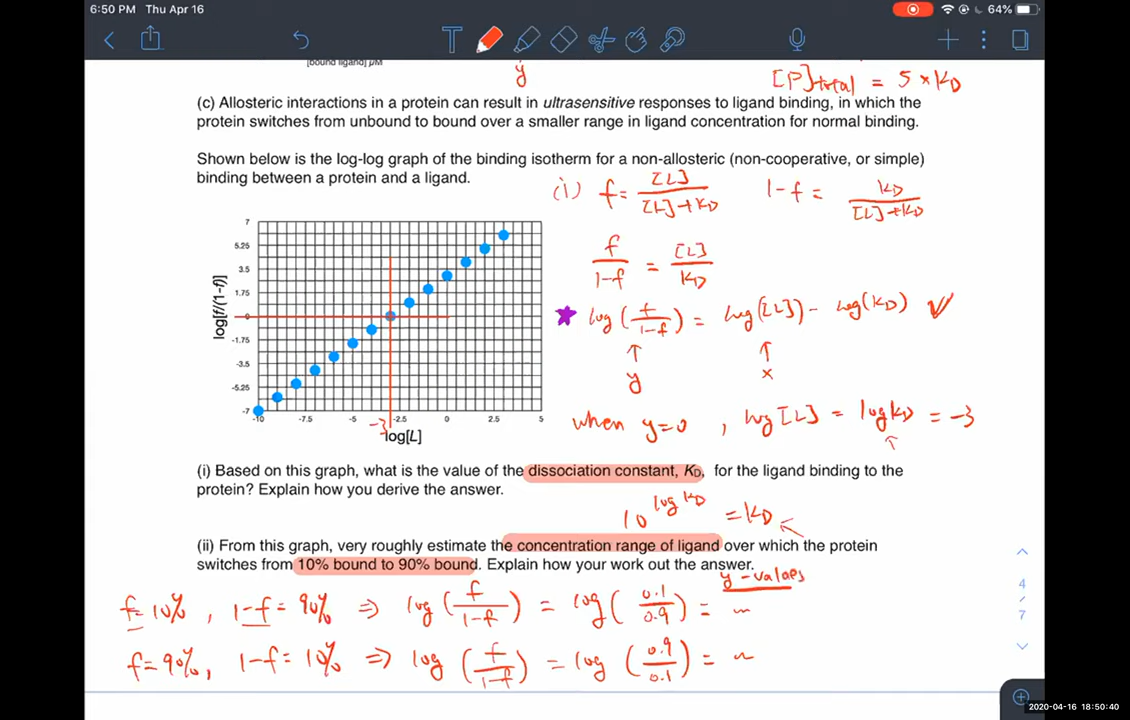 6:50 PM Thu Apr 16
64%
T
[bound ligand] µM
y
[P]total = 5 × KD
(c) Allosteric interactions in a protein can result in ultrasensitive responses to ligand binding, in which the
protein switches from unbound to bound over a smaller range in ligand concentration for normal binding.
Shown below is the log-log graph of the binding isotherm for a non-allosteric (non-cooperative, or simple)
binding between a protein and a ligand.
(i) f = [L] / [L]+KD    1-f = KD / [L]+KD
f / 1-f = [L] / KD
log ( f / 1-f ) = log [L]) - log(KD)
↑ ↑
y x
when y=0 , log [L] = log KD = -3
↑
7
5.25
3.5
1.75
0
-1.75
-3.5
-5.25
-7
log[f/(1-f)]
-10 -7.5 -5 -2.5 0 2.5 5
-3
log[L]
(i) Based on this graph, what is the value of the dissociation constant, KD, for the ligand binding to the
protein? Explain how you derive the answer.
10^log KD = KD
(ii) From this graph, very roughly estimate the concentration range of ligand over which the protein
switches from 10% bound to 90% bound. Explain how your work out the answer.
y-values
f=10% , 1-f = 90% ⇒ log ( f / 1-f ) = log ( 0.1 / 0.9 ) = ~
f=90%, 1-f = 10% ⇒ log ( f / 1-f ) = log ( 0.9 / 0.1 ) = ~
4
/
7
2020-04-16 18:50:40